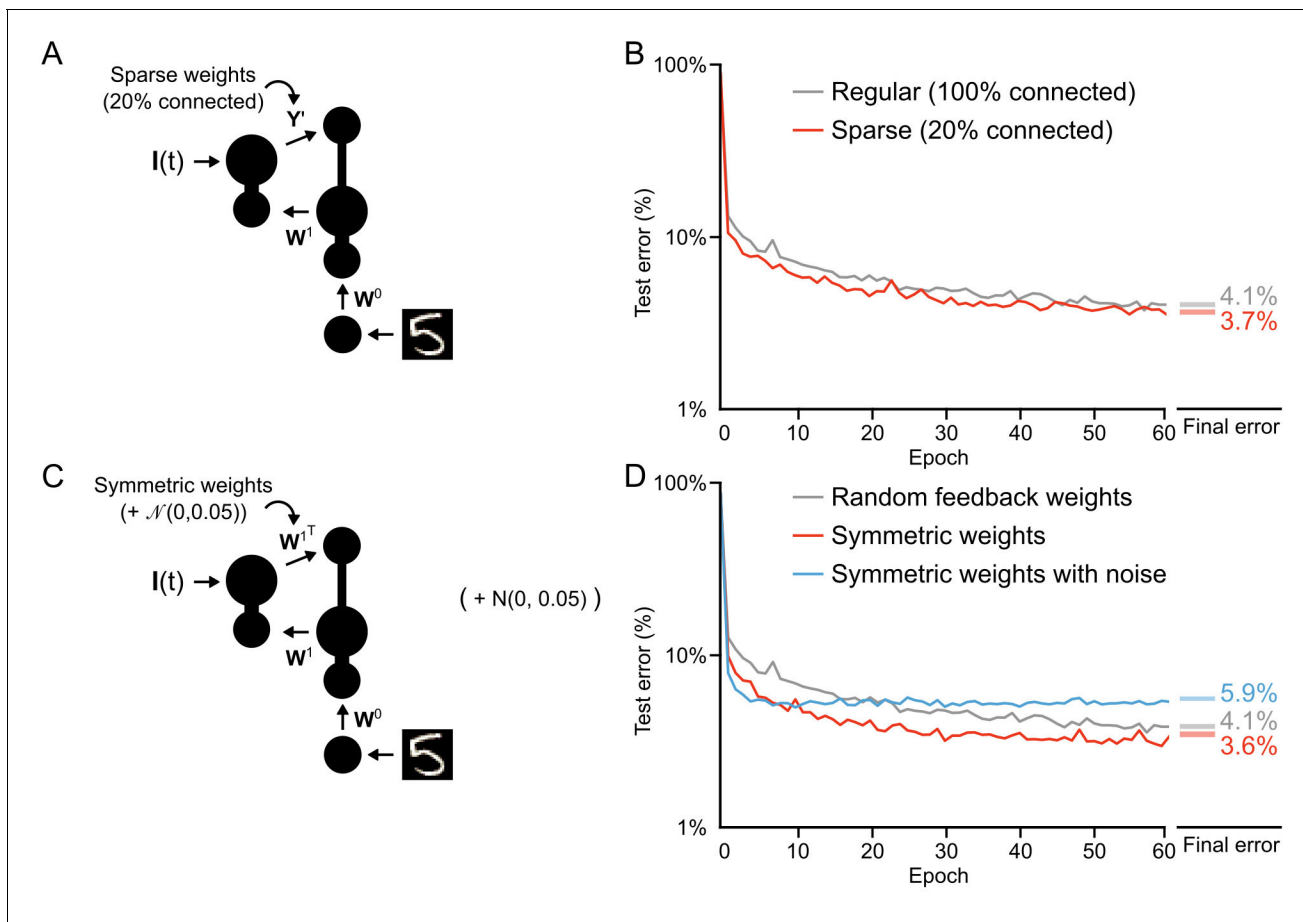 A
Sparse weights
(20% connected)
Y'
I(t)
W¹
W⁰
5
B
100%
10%
1%
Test error (%)
Regular (100% connected)
Sparse (20% connected)
4.1%
3.7%
0 10 20 30 40 50 60
Final error
Epoch
C
Symmetric weights
(+ 𝒩(0,0.05))
W¹ᵀ
I(t)
W¹
W⁰
5
( + N(0, 0.05) )
D
100%
10%
1%
Test error (%)
Random feedback weights
Symmetric weights
Symmetric weights with noise
5.9%
4.1%
3.6%
0 10 20 30 40 50 60
Final error
Epoch